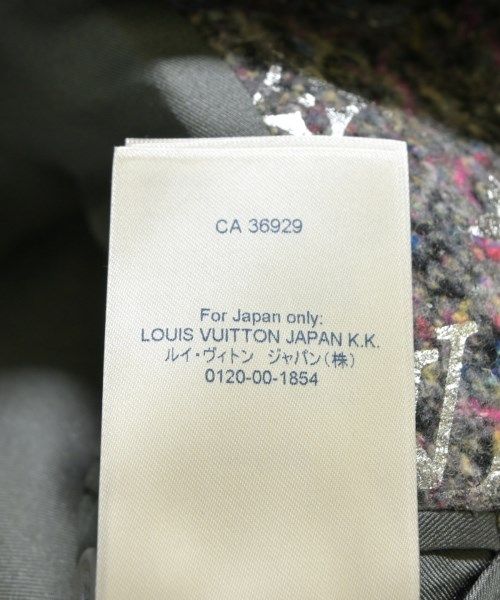 CA 36929
For Japan only:
LOUIS VUITTON JAPAN K.K.
ルイ・ヴィトン ジャパン(株)
0120-00-1854